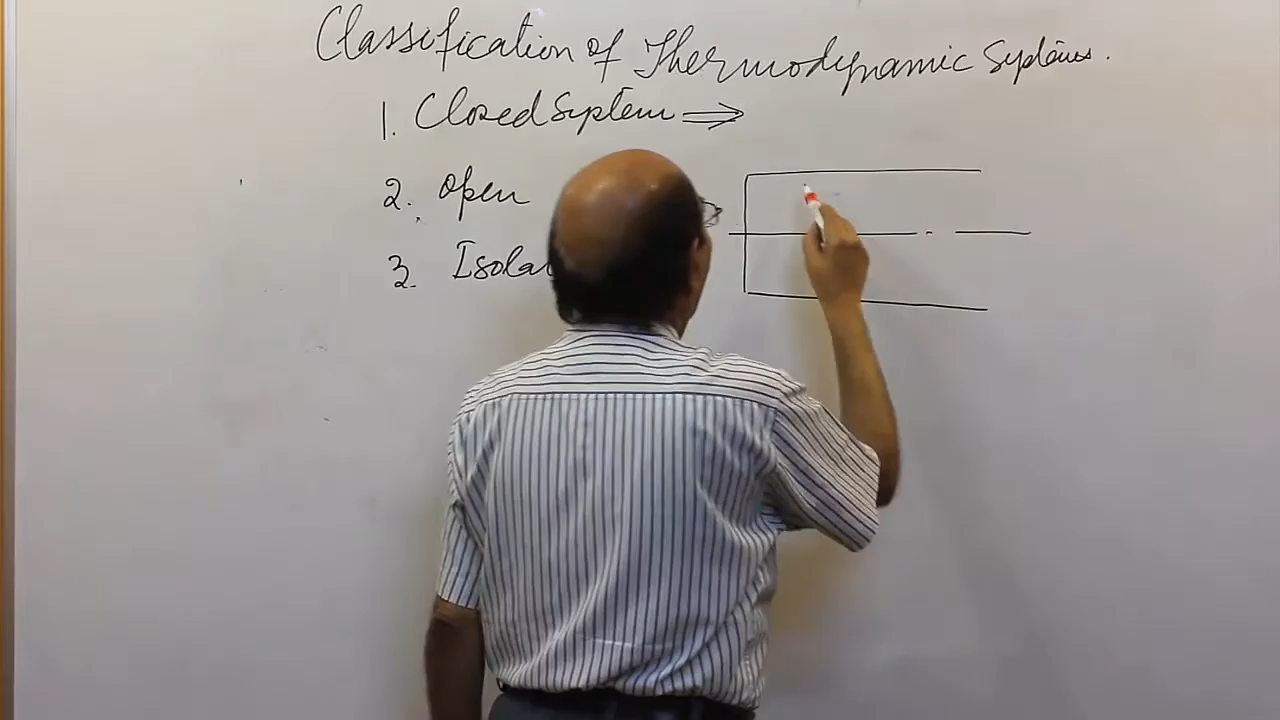 Classification of Thermodynamic Systems.
1. Closed System ⇒
2. Open
3. Isola